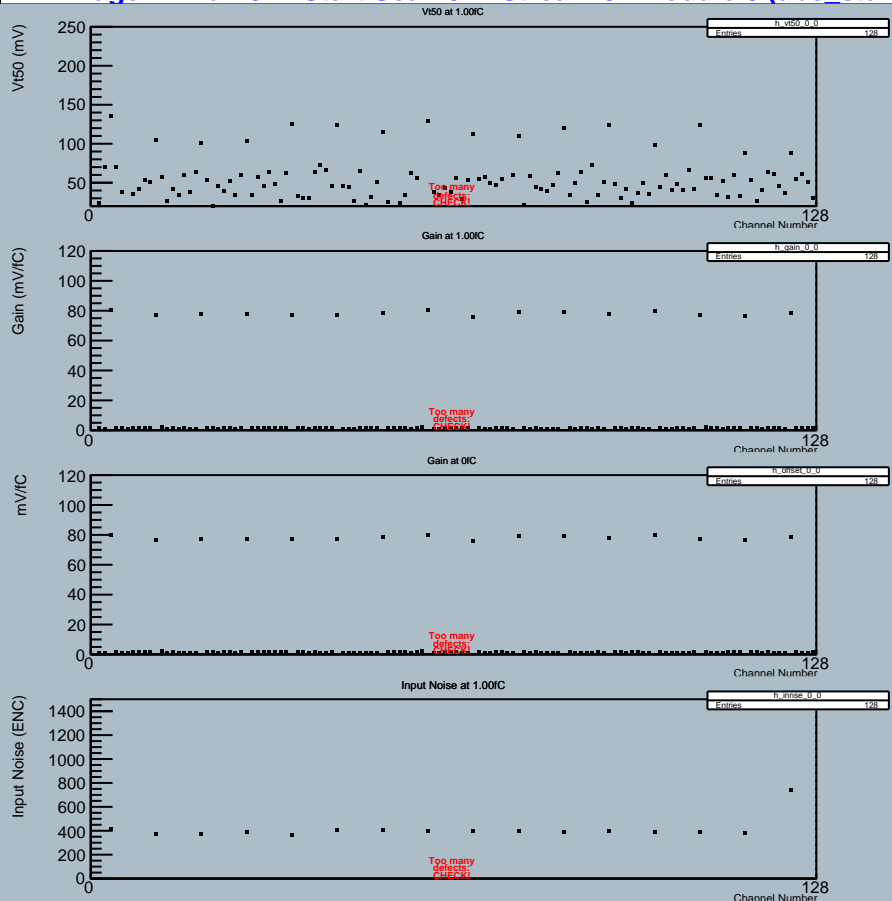 Vt50 at 1.00fC
h_vt50_0_0
Entries 128
Vt50 (mV)
250
200
150
100
50
0
128
Too many
defects:
CHECK!
Channel Number
Gain at 1.00fC
h_gain_0_0
Entries 128
Gain (mV/fC)
120
100
80
60
40
20
0
0
128
Too many
defects:
CHECK!
Channel Number
Gain at 0fC
h_offset_0_0
Entries 128
mV/fC
120
100
80
60
40
20
0
0
128
Too many
defects:
CHECK!
Channel Number
Input Noise at 1.00fC
h_innse_0_0
Entries 128
Input Noise (ENC)
1400
1200
1000
800
600
400
200
0
0
128
Too many
defects:
CHECK!
Channel Number